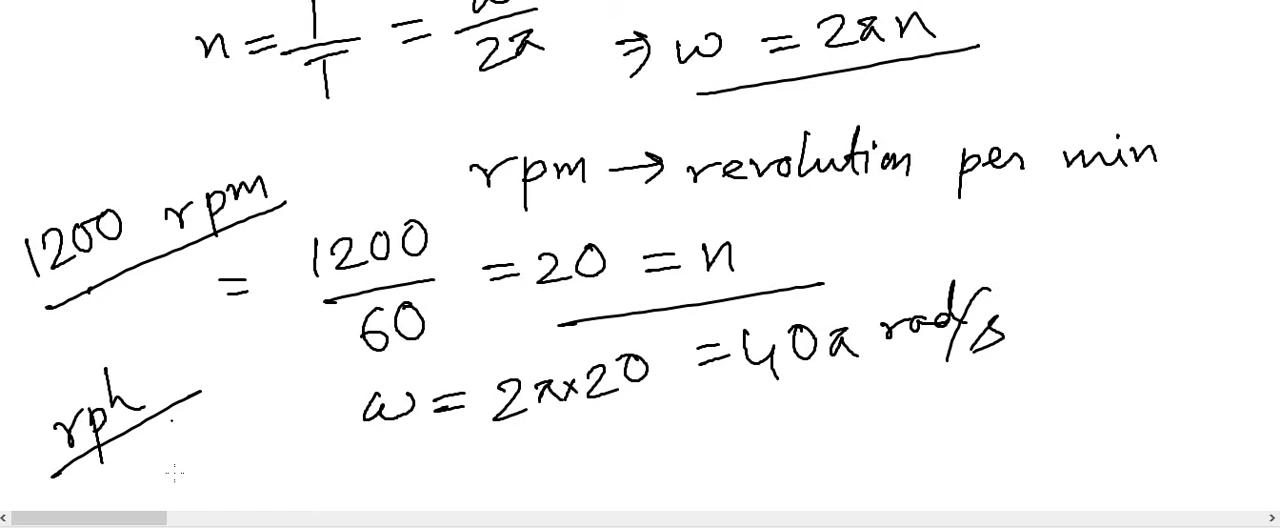 n = 1/T = ω/2π ⇒ ω = 2πn
rpm → revolution per min
1200 rpm
= 1200/60 = 20 = n
ω = 2π×20 = 40π rad/s
rph